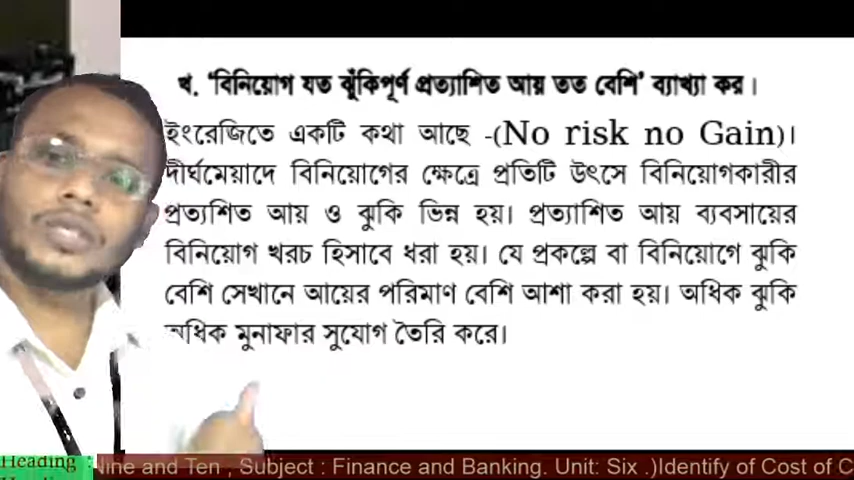 খ. ‘বিনিয়োগ যত ঝুঁকিপূর্ণ প্রত্যাশিত আয় তত বেশি’ ব্যাখ্যা কর।
ইংরেজিতে একটি কথা আছে -(No risk no Gain)।
দীর্ঘমেয়াদে বিনিয়োগের ক্ষেত্রে প্রতিটি উৎসে বিনিয়োগকারীর
প্রত্যশিত আয় ও ঝুকি ভিন্ন হয়। প্রত্যাশিত আয় ব্যবসায়ের
বিনিয়োগ খরচ হিসাবে ধরা হয়। যে প্রকল্পে বা বিনিয়োগে ঝুকি
বেশি সেখানে আয়ের পরিমাণ বেশি আশা করা হয়। অধিক ঝুকি
অধিক মুনাফার সুযোগ তৈরি করে।
Heading : Nine and Ten , Subject : Finance and Banking. Unit: Six .)Identify of Cost of C